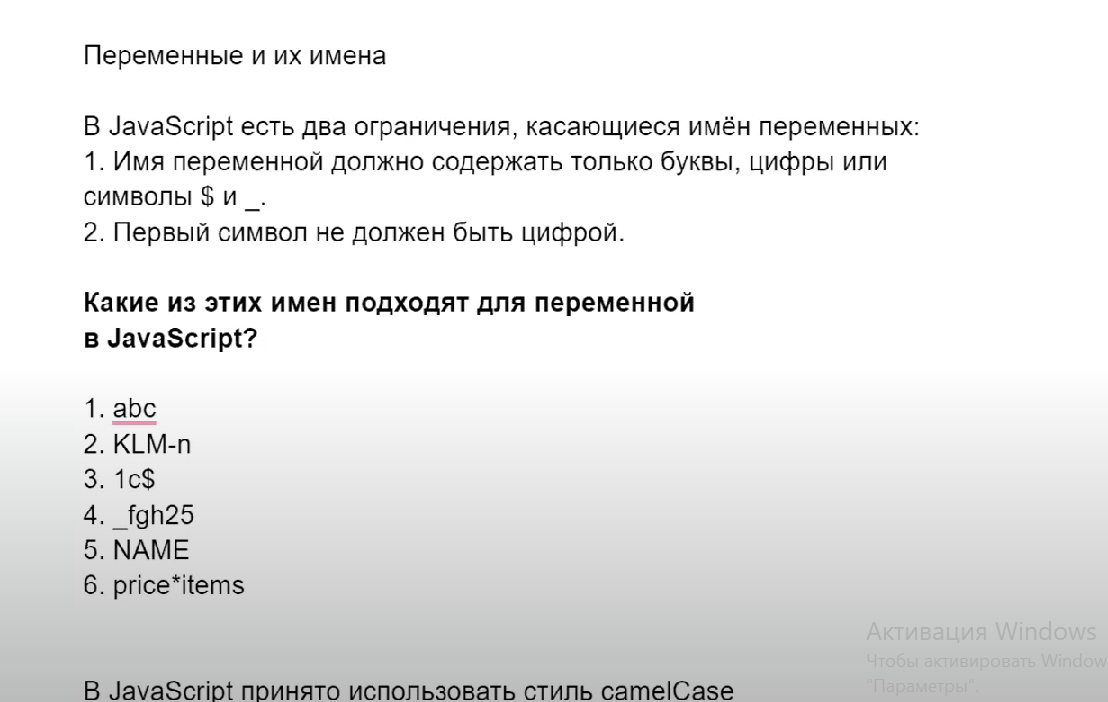 Переменные и их имена
В JavaScript есть два ограничения, касающиеся имён переменных:
1. Имя переменной должно содержать только буквы, цифры или
символы $ и _.
2. Первый символ не должен быть цифрой.
Какие из этих имен подходят для переменной
в JavaScript?
1. abc
2. KLM-n
3. 1c$
4. _fgh25
5. NAME
6. price*items
В JavaScript принято использовать стиль camelCase
Активация Windows
Чтобы активировать Window
"Параметры".